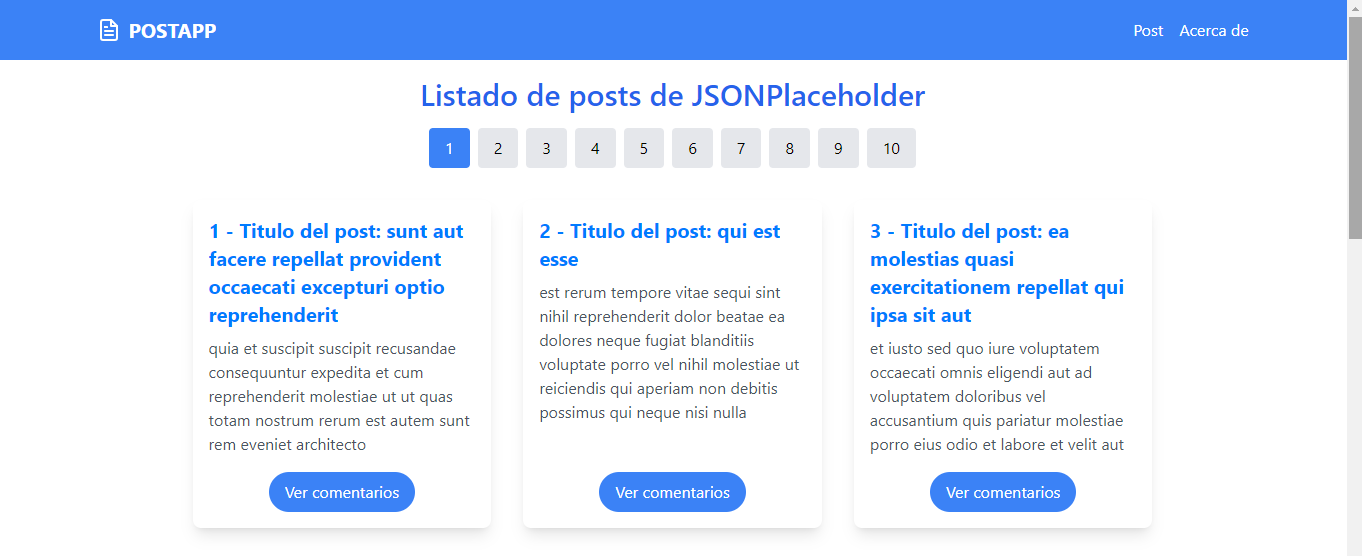 POSTAPP
Post
Acerca de
Listado de posts de JSONPlaceholder
1 2 3 4 5 6 7 8 9 10
1 - Titulo del post: sunt aut
facere repellat provident
occaecati excepturi optio
reprehenderit
quia et suscipit suscipit recusandae
consequuntur expedita et cum
reprehenderit molestiae ut ut quas
totam nostrum rerum est autem sunt
rem eveniet architecto
Ver comentarios
2 - Titulo del post: qui est
esse
est rerum tempore vitae sequi sint
nihil reprehenderit dolor beatae ea
dolores neque fugiat blanditiis
voluptate porro vel nihil molestiae ut
reiciendis qui aperiam non debitis
possimus qui neque nisi nulla
Ver comentarios
3 - Titulo del post: ea
molestias quasi
exercitationem repellat qui
ipsa sit aut
et iusto sed quo iure voluptatem
occaecati omnis eligendi aut ad
voluptatem doloribus vel
accusantium quis pariatur molestiae
porro eius odio et labore et velit aut
Ver comentarios